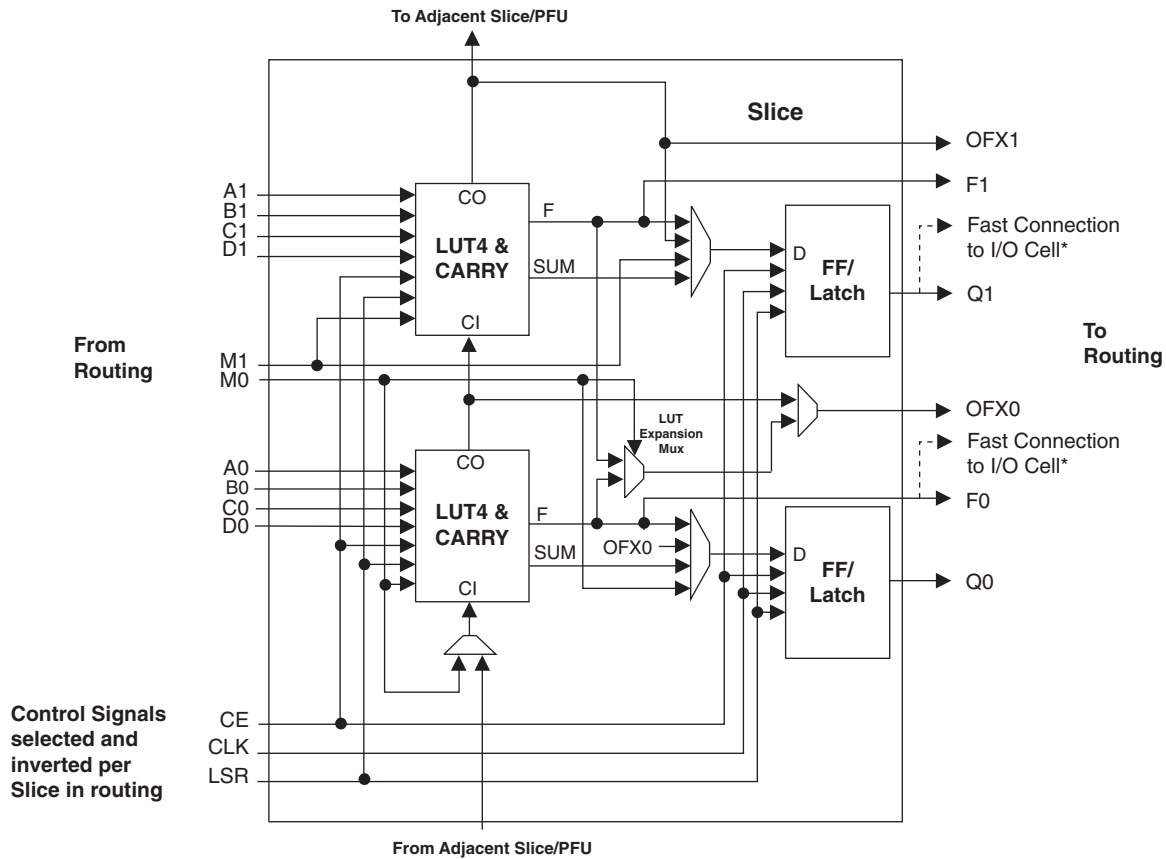 To Adjacent Slice/PFU
Slice
OFX1
F1
Fast Connection
to I/O Cell*
Q1
A1
B1
C1
D1
CO
LUT4 &
CARRY
CI
F
SUM
D
FF/
Latch
From
Routing
M1
M0
To
Routing
LUT
Expansion
Mux
OFX0
Fast Connection
to I/O Cell*
F0
A0
B0
C0
D0
CO
LUT4 &
CARRY
CI
F
OFX0
SUM
D
FF/
Latch
Q0
Control Signals
selected and
inverted per
Slice in routing
CE
CLK
LSR
From Adjacent Slice/PFU